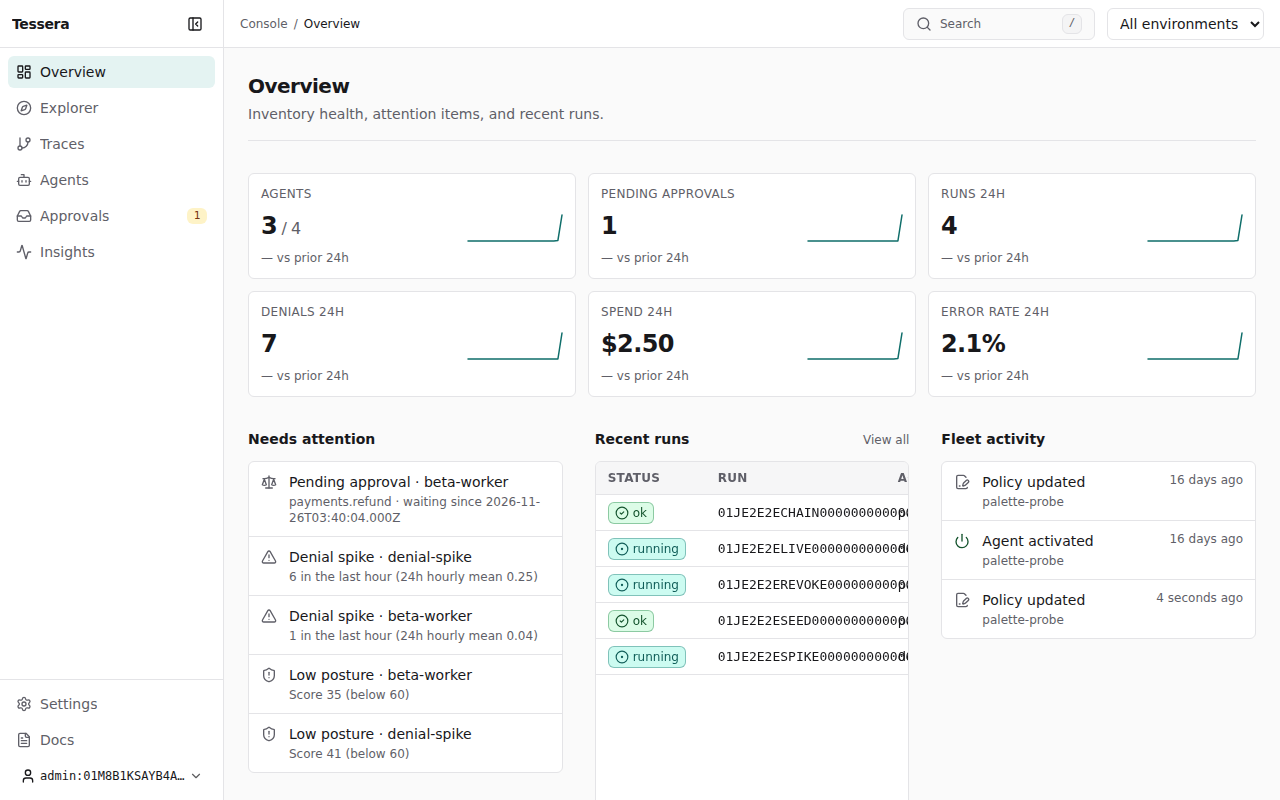 Tessera
Console / Overview
Search /
All environments
Overview
Explorer
Traces
Agents
Approvals 1
Insights
Settings
Docs
admin:01M8B1KSAYB4A…
Overview
Inventory health, attention items, and recent runs.
AGENTS
3 / 4
— vs prior 24h
PENDING APPROVALS
1
— vs prior 24h
RUNS 24H
4
— vs prior 24h
DENIALS 24H
7
— vs prior 24h
SPEND 24H
$2.50
— vs prior 24h
ERROR RATE 24H
2.1%
— vs prior 24h
Needs attention
Pending approval · beta-worker
payments.refund · waiting since 2026-11-
26T03:40:04.000Z
Denial spike · denial-spike
6 in the last hour (24h hourly mean 0.25)
Denial spike · beta-worker
1 in the last hour (24h hourly mean 0.04)
Low posture · beta-worker
Score 35 (below 60)
Low posture · denial-spike
Score 41 (below 60)
Recent runs View all
STATUS RUN A
ok
running
running
ok
running
Fleet activity
Policy updated 16 days ago
palette-probe
Agent activated 16 days ago
palette-probe
Policy updated 4 seconds ago
palette-probe